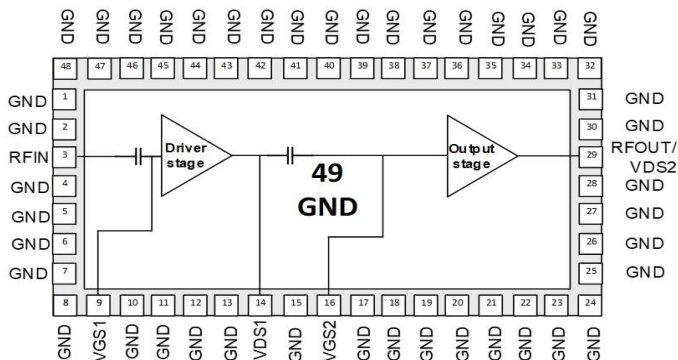 GND GND GND GND GND GND GND GND GND GND GND GND GND GND GND GND GND
48 47 46 45 44 43 42 41 40 39 38 37 36 35 34 33 32
GND 1
GND 2
RFIN 3
GND 4
GND 5
GND 6
GND 7
Driver
stage
49
GND
Output
stage
31 GND
30 GND
29 RFOUT/
VDS2
28 GND
27 GND
26 GND
25 GND
8 9 10 11 12 13 14 15 16 17 18 19 20 21 22 23 24
GND VGS1 GND GND GND GND VDS1 GND VGS2 GND GND GND GND GND GND GND GND